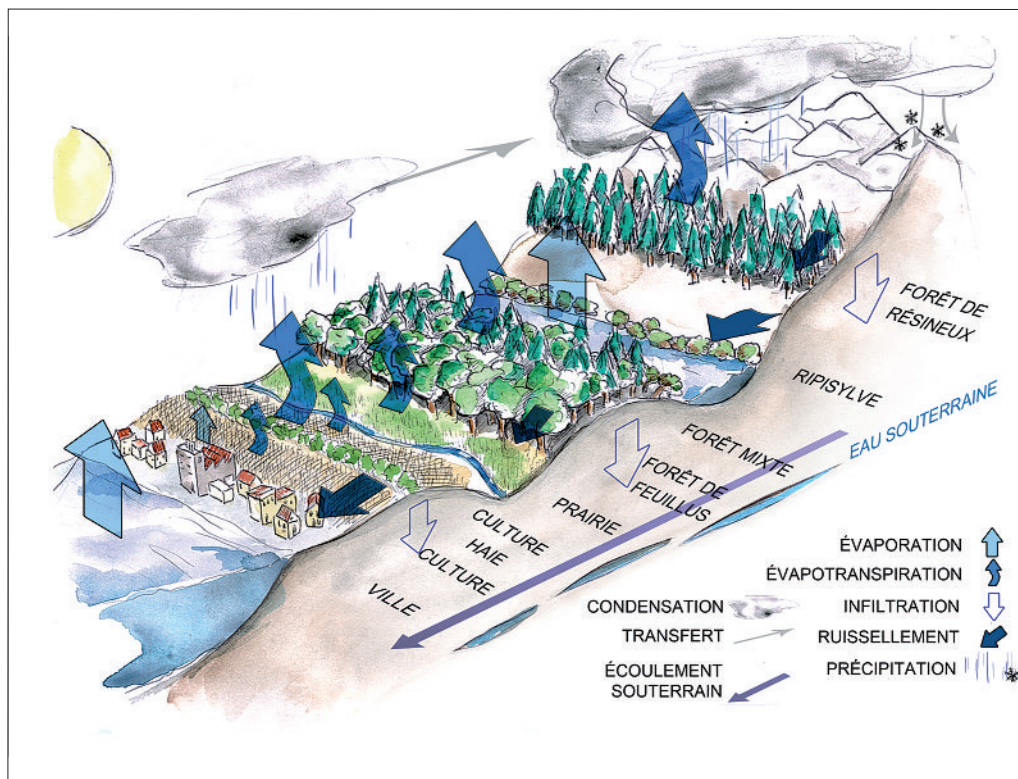 FORÊT DE
RÉSINEUX
RIPISYLVE
EAU SOUTERRAINE
FORÊT MIXTE
FORÊT DE
FEUILLUS
PRAIRIE
CULTURE
HAIE
CULTURE
VILLE
ÉVAPORATION
ÉVAPOTRANSPIRATION
CONDENSATION
INFILTRATION
TRANSFERT
RUISSELLEMENT
ÉCOULEMENT
SOUTERRAIN
PRÉCIPITATION